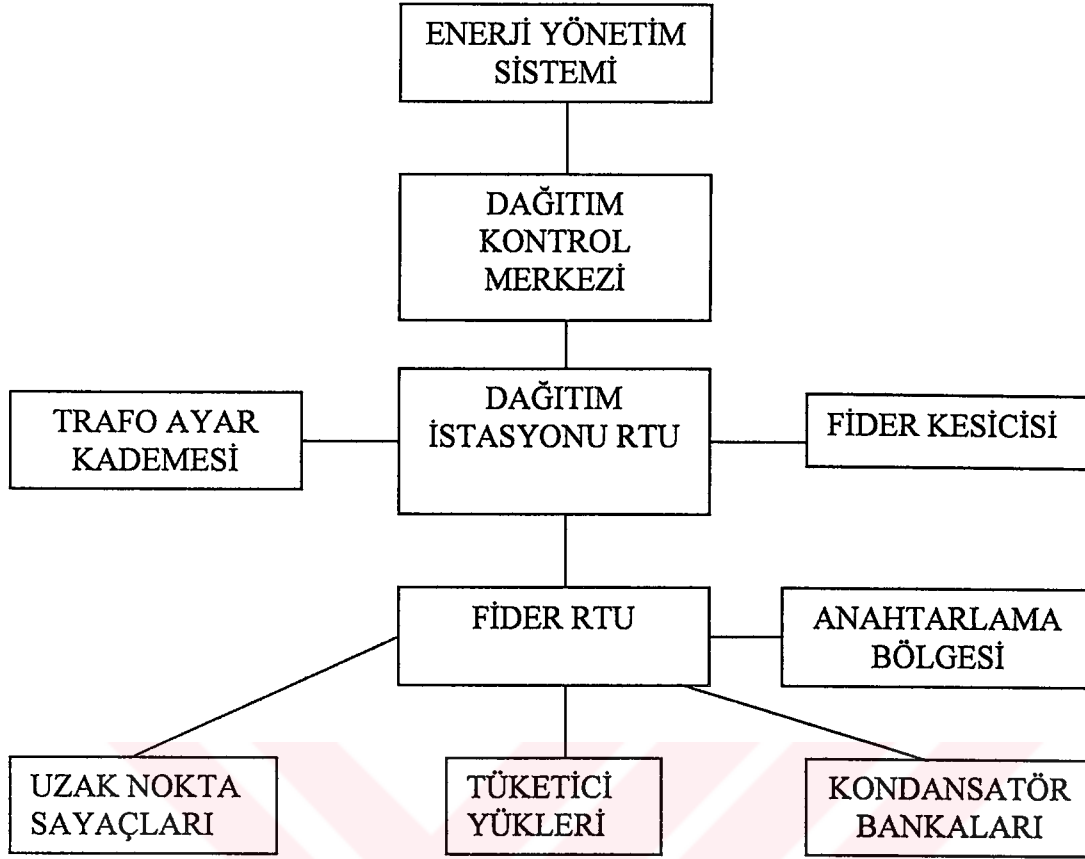 ENERJİ YÖNETİM
SİSTEMİ
DAĞITIM
KONTROL
MERKEZİ
TRAFO AYAR
KADEMESİ
DAĞITIM
İSTASYONU RTU
FİDER KESİCİSİ
FİDER RTU
ANAHTARLAMA
BÖLGESİ
UZAK NOKTA
SAYAÇLARI
TÜKETİCİ
YÜKLERİ
KONDANSATÖR
BANKALARI